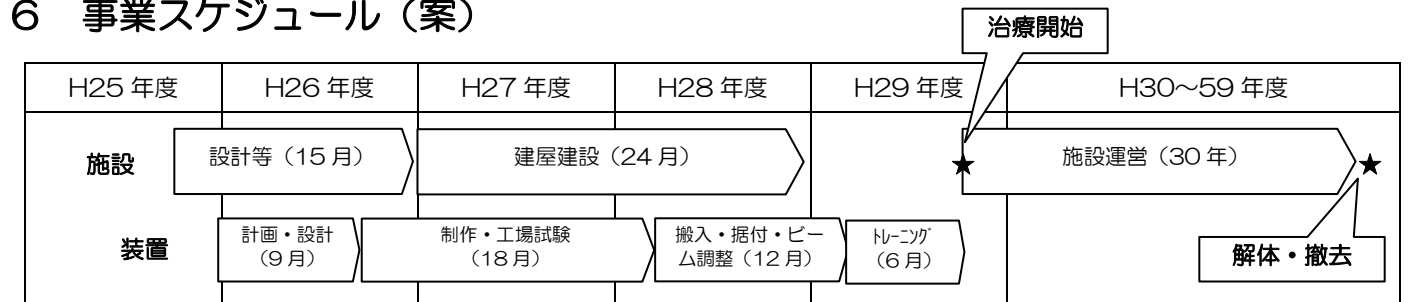 ６　事業スケジュール（案）
治療開始
H25 年度
H26 年度
H27 年度
H28 年度
H29 年度
H30～59 年度
施設
設計等（15 月）
建屋建設（24 月）
★
施設運営（30 年）
★
装置
計画・設計
（9 月）
制作・工場試験
（18 月）
搬入・据付・ビー
ム調整（12 月）
ﾄﾚｰﾆﾝｸﾞ
（6 月）
解体・撤去